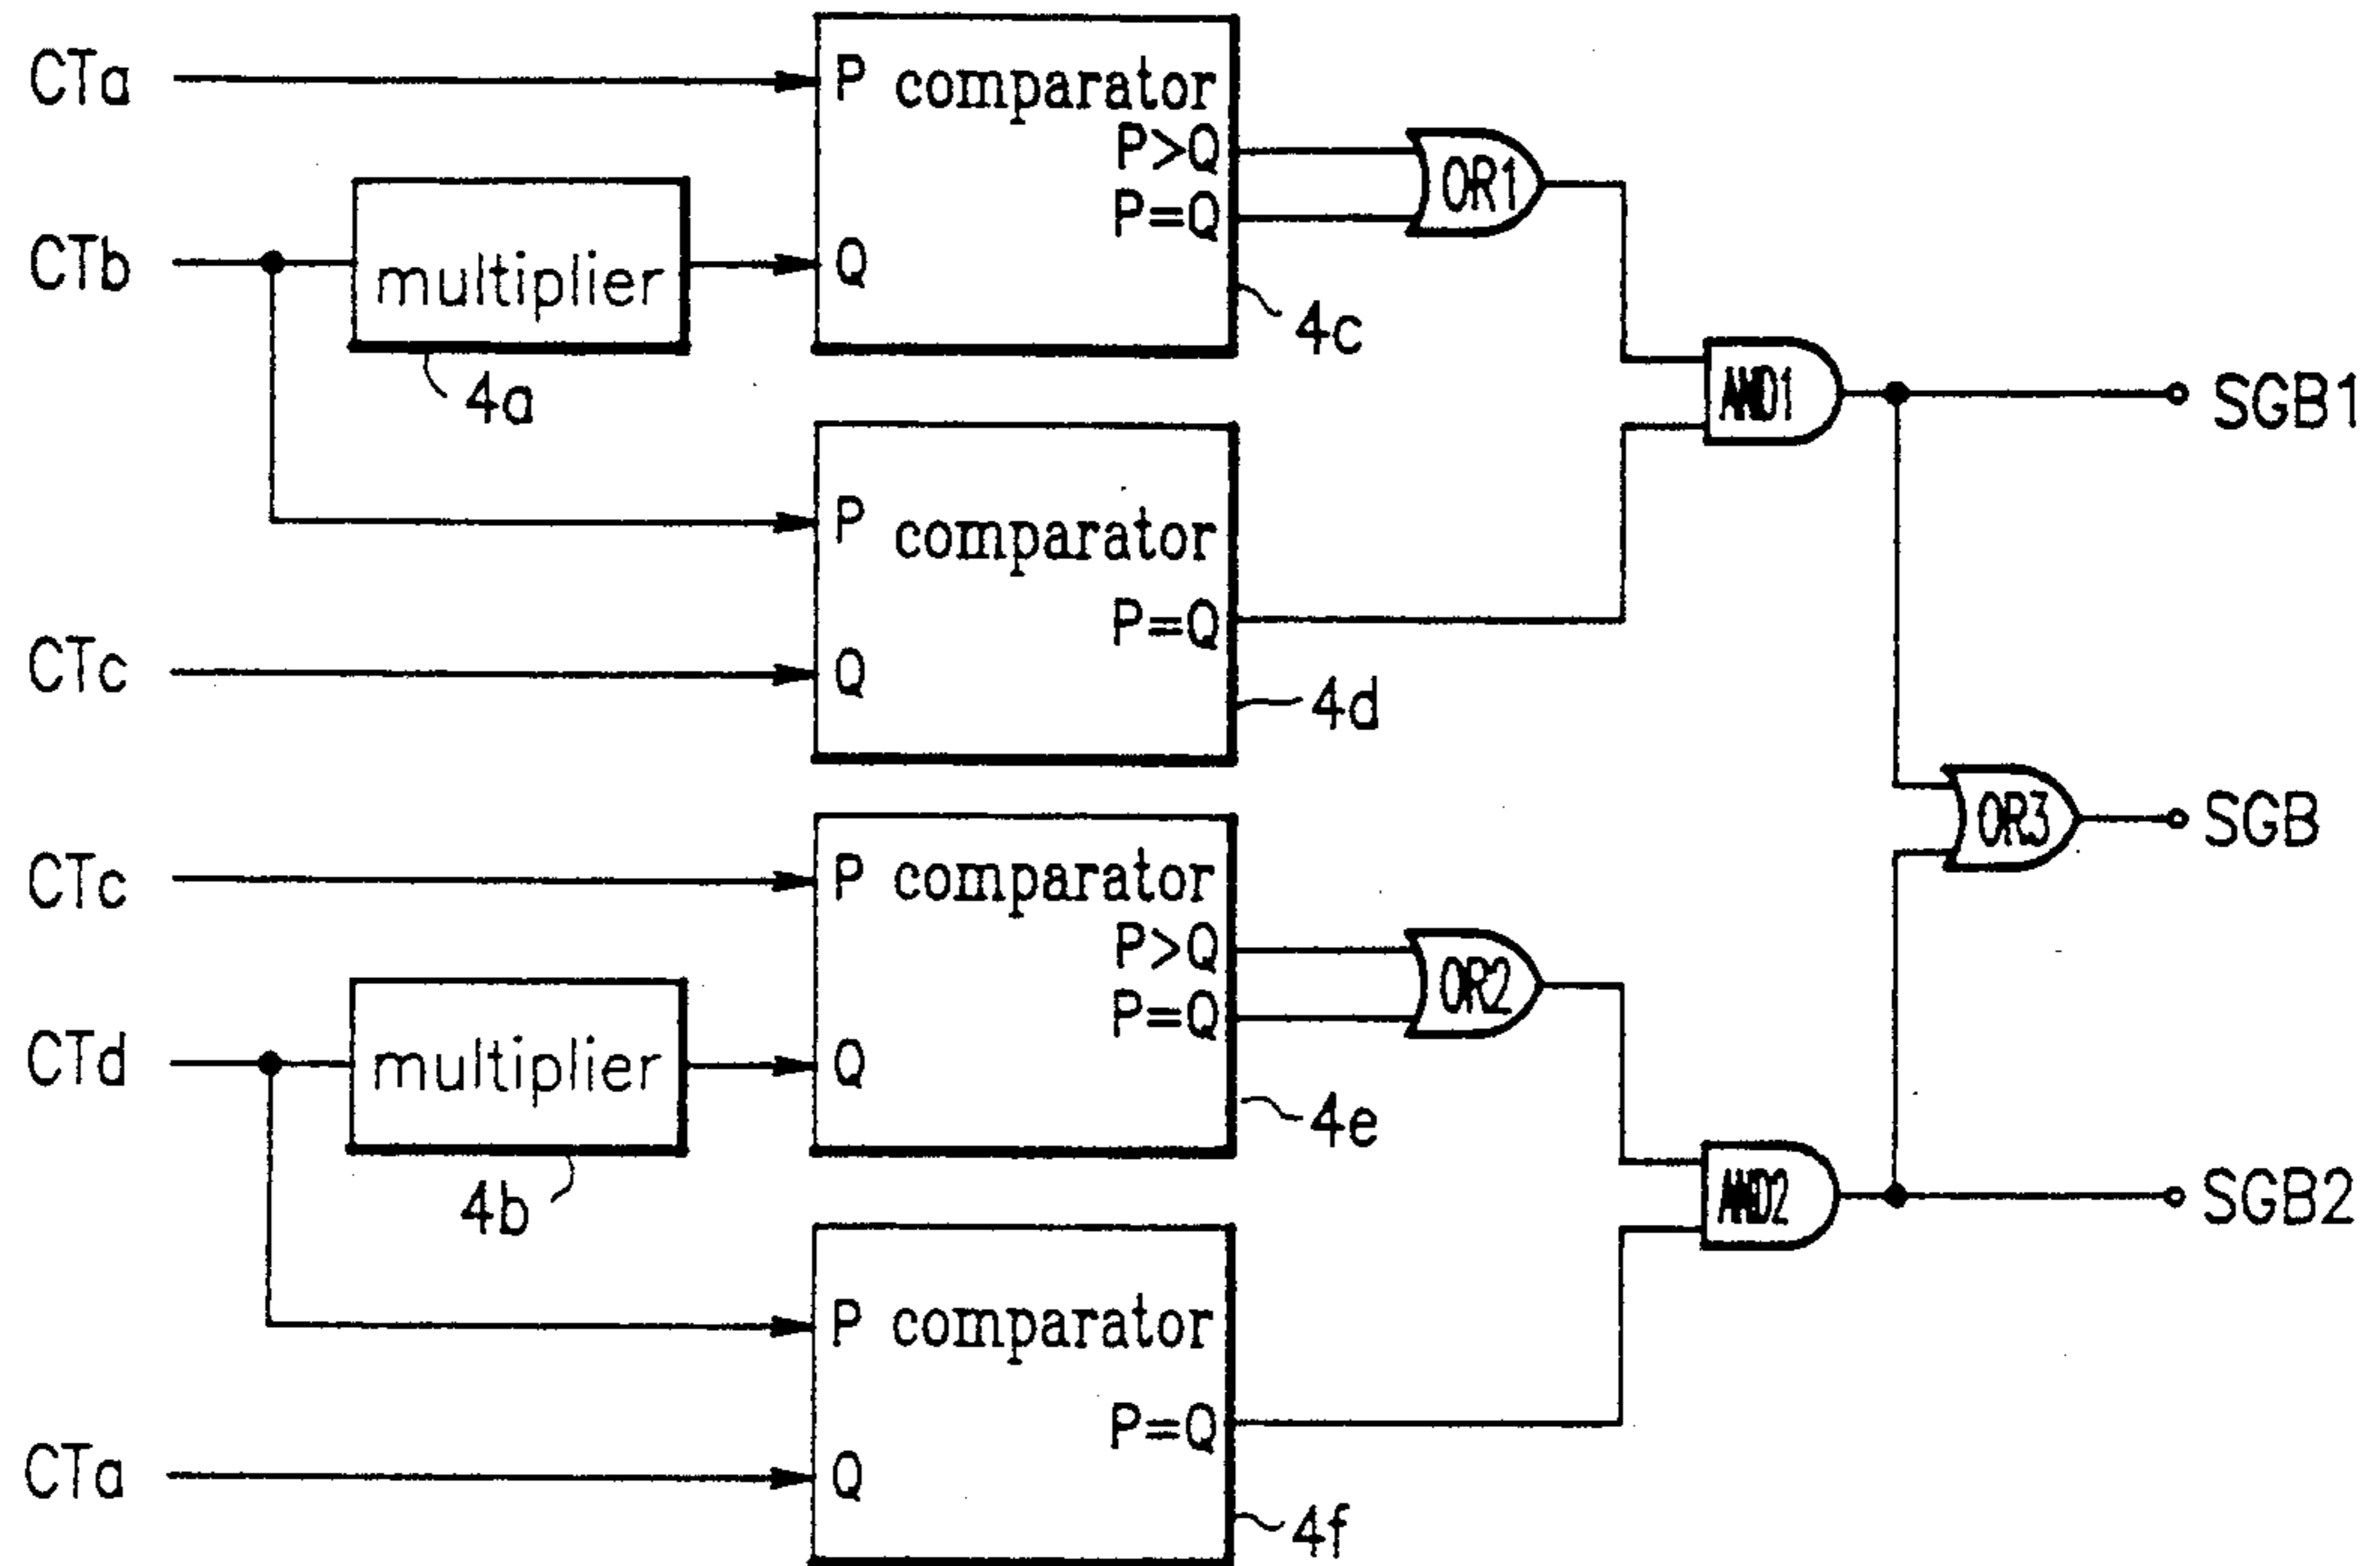 CTa
P comparator
P>Q
P=Q
OR1
CTb
multiplier
Q
4c
4a
AND1
SGB1
P comparator
P=Q
CTc
Q
4d
OR3
SGB
CTc
P comparator
P>Q
P=Q
OR2
CTd
multiplier
Q
4e
4b
AND2
SGB2
P comparator
P=Q
CTa
Q
4f